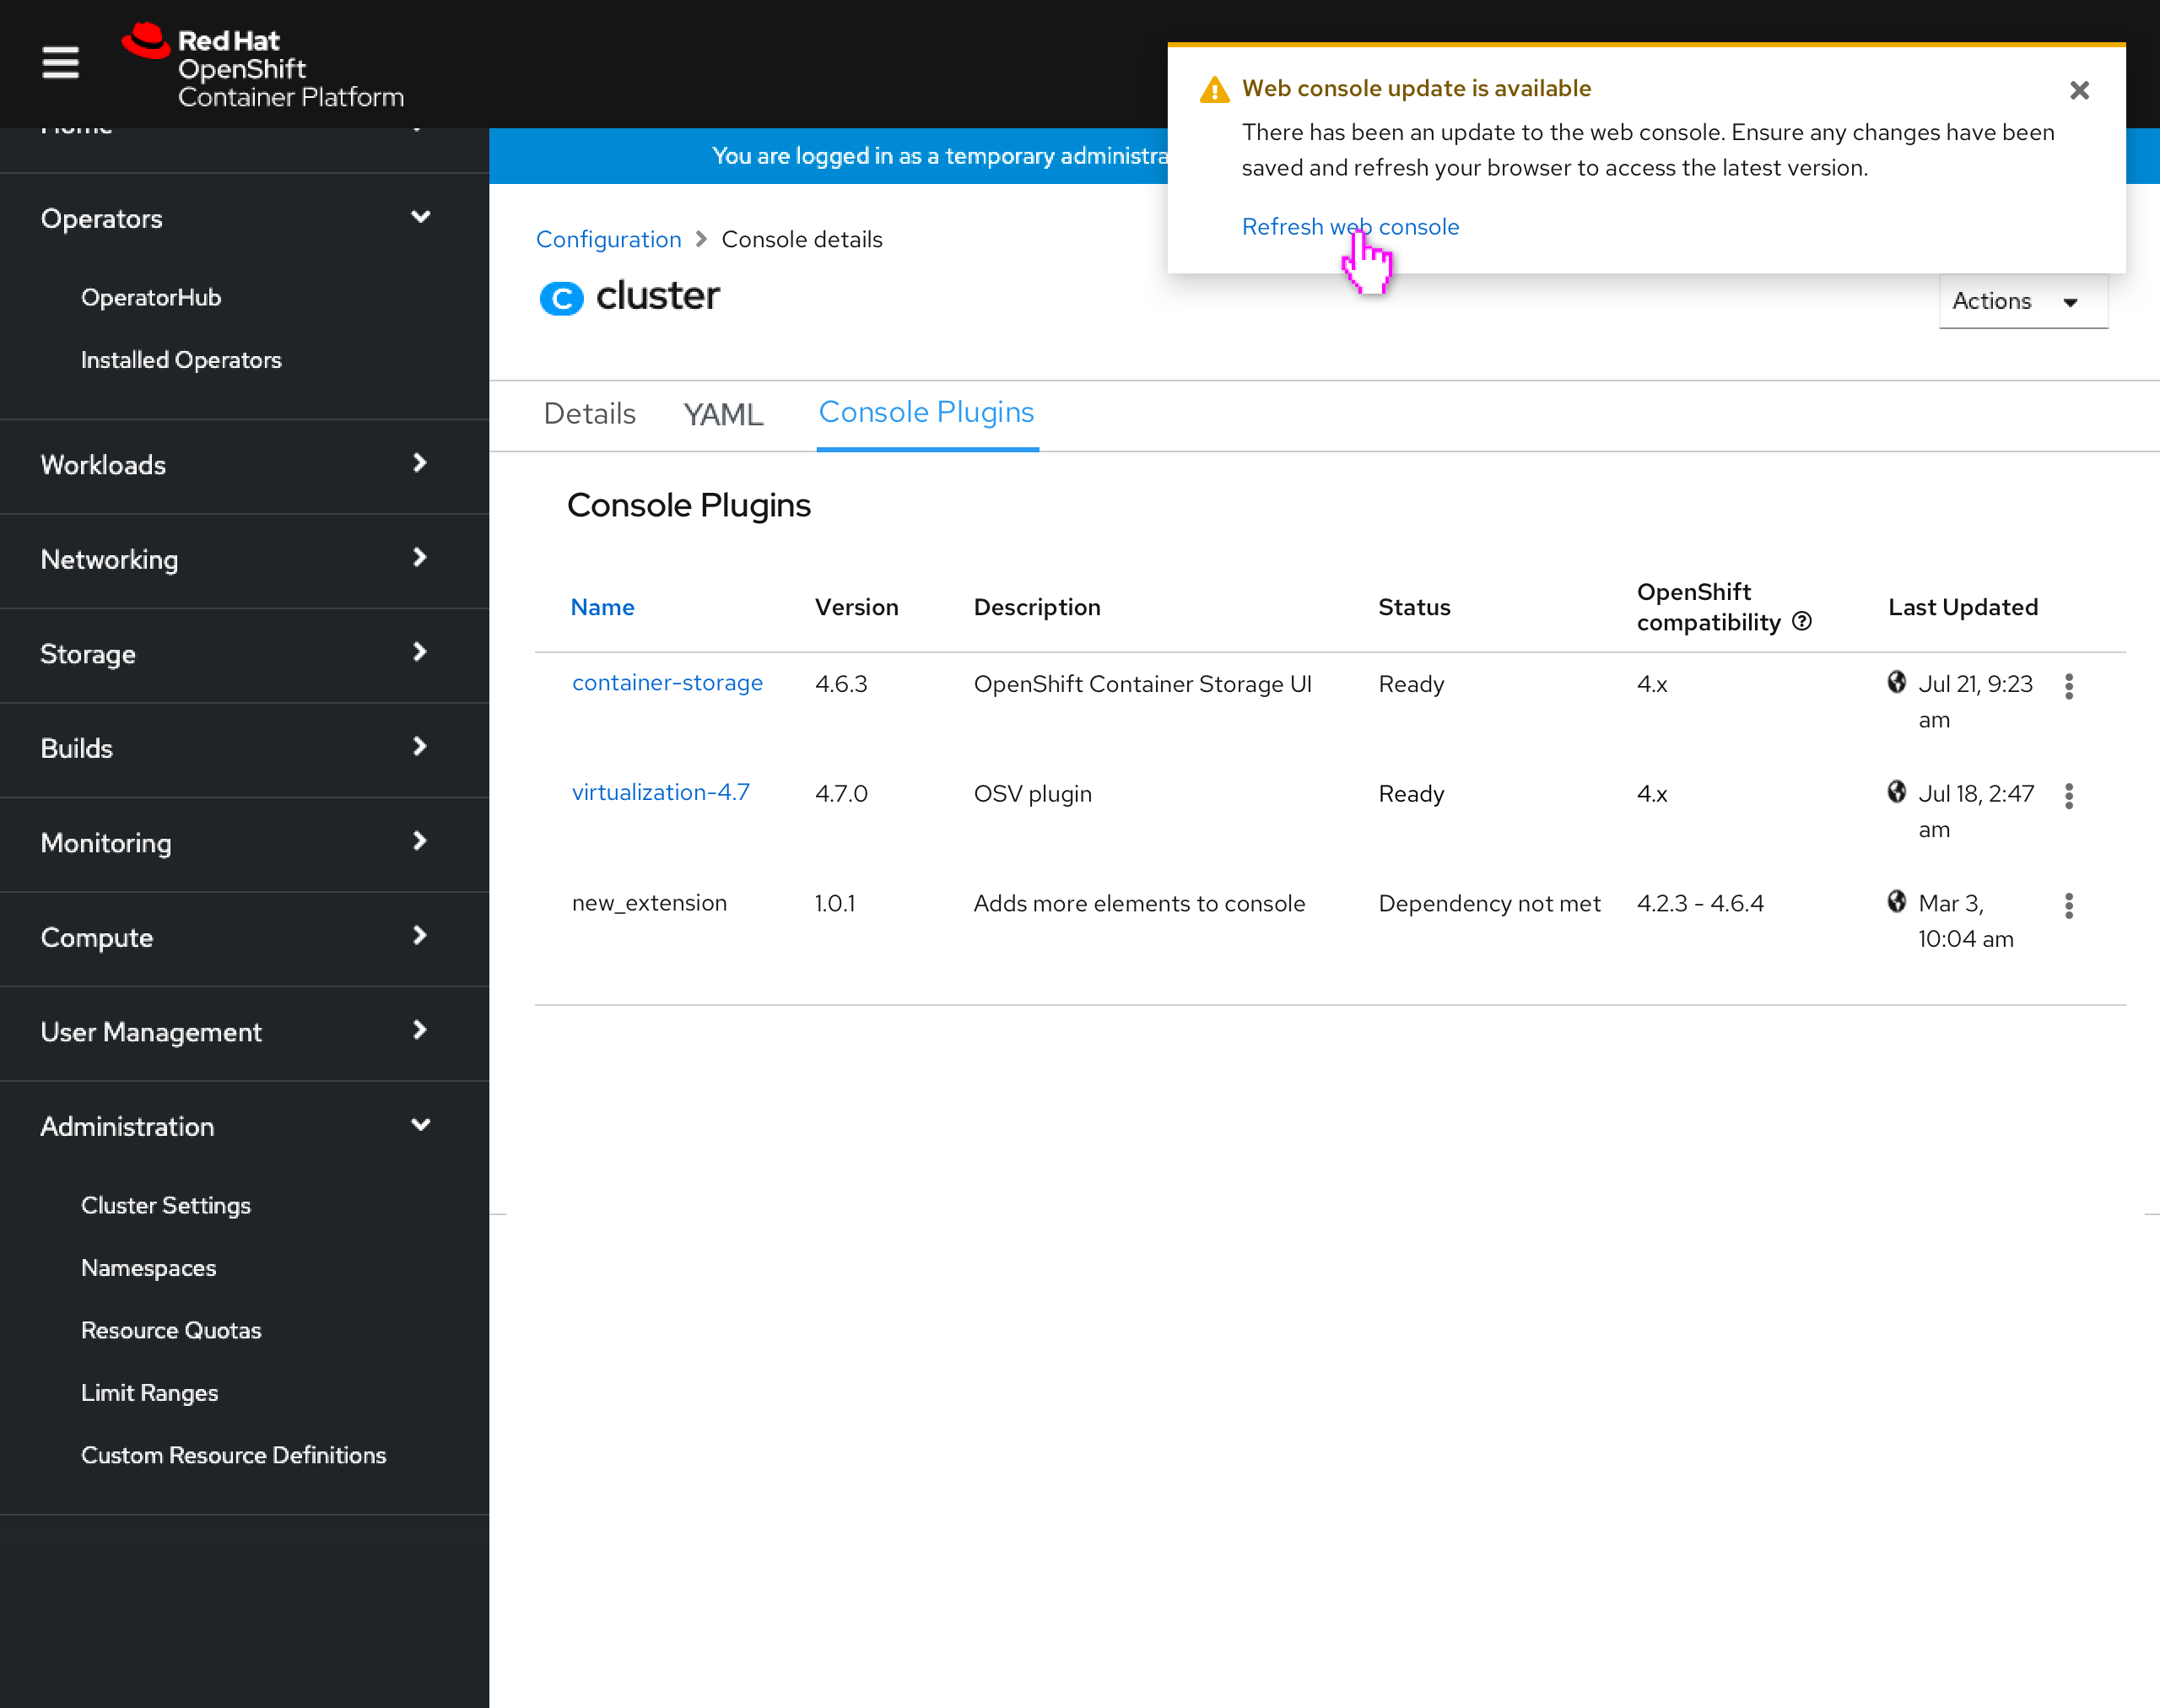 Red Hat
OpenShift
Container Platform
Web console update is available
There has been an update to the web console. Ensure any changes have been
saved and refresh your browser to access the latest version.
Refresh web console
Home
Operators
OperatorHub
Installed Operators
Workloads
Networking
Storage
Builds
Monitoring
Compute
User Management
Administration
Cluster Settings
Namespaces
Resource Quotas
Limit Ranges
Custom Resource Definitions
You are logged in as a temporary
Configuration > Console details
C cluster
Actions
Details YAML Console Plugins
Console Plugins
Name Version Description Status OpenShift compatibility Last Updated
container-storage 4.6.3 OpenShift Container Storage UI Ready 4.x Jul 21, 9:23 am
virtualization-4.7 4.7.0 OSV plugin Ready 4.x Jul 18, 2:47 am
new_extension 1.0.1 Adds more elements to console Dependency not met 4.2.3 - 4.6.4 Mar 3, 10:04 am